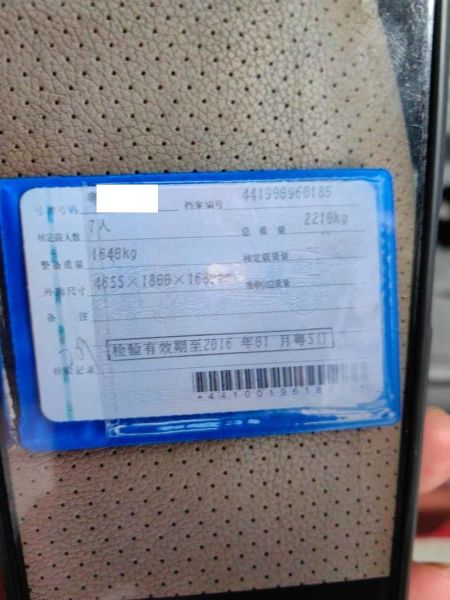 号牌号码 档案编号 441900960185
核定载人数 7人 总质量 2210kg
整备质量 1640kg 核定载质量 --
外廓尺寸 4655×1800×168 准牵引总质量 --
备 注
检验有效期至2016 年01 月粤S
检验记录
*4410019618